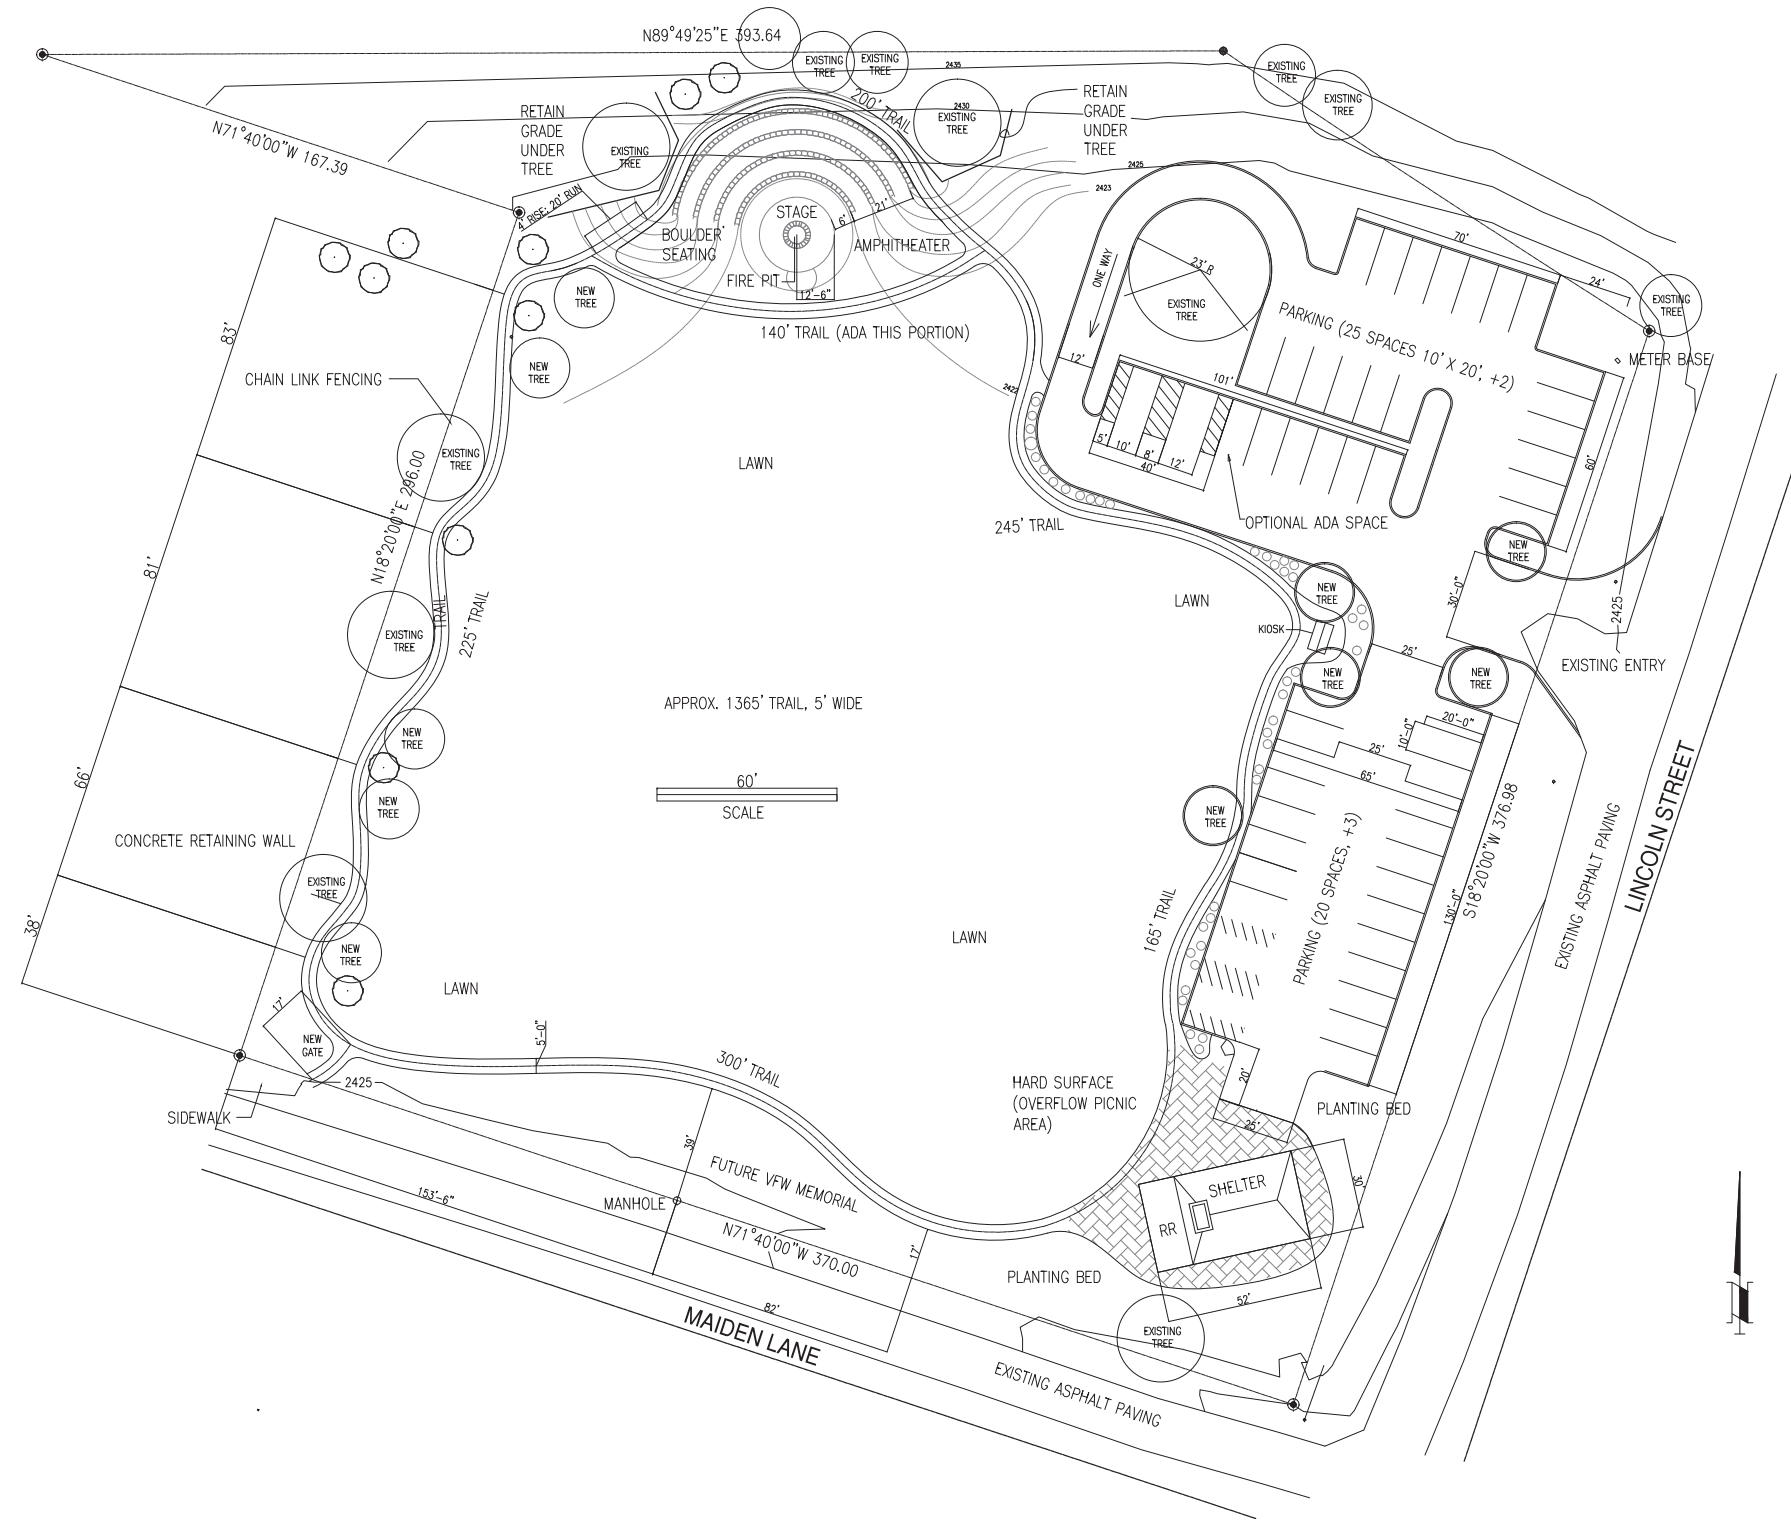 N89°49'25"E 393.64
EXISTING
TREE
EXISTING
TREE
2435
EXISTING
TREE
EXISTING
TREE
N71°40'00"W 167.39
RETAIN
GRADE
UNDER
TREE
EXISTING
TREE
200' TRAIL
2430
EXISTING
TREE
RETAIN
GRADE
UNDER
TREE
2425
2423
4' RISE: 20' RUN
BOULDER
SEATING
STAGE
6'
21'
AMPHITHEATER
FIRE PIT
12'-6"
140' TRAIL (ADA THIS PORTION)
NEW
TREE
NEW
TREE
2422
ONE WAY
23' R
EXISTING
TREE
12'
70'
24'
EXISTING
TREE
METER BASE
PARKING (25 SPACES 10' X 20', +2)
101'
5'
10'
8'
12'
40'
60'
OPTIONAL ADA SPACE
83'
CHAIN LINK FENCING
EXISTING
TREE
N18°20'00"E 296.00
81'
LAWN
245' TRAIL
NEW
TREE
30'-0"
2425
EXISTING ENTRY
LAWN
NEW
TREE
KIOSK
NEW
TREE
25'
NEW
TREE
EXISTING
TREE
TRAIL
225' TRAIL
APPROX. 1365' TRAIL, 5' WIDE
60'
SCALE
66'
NEW
TREE
NEW
TREE
CONCRETE RETAINING WALL
EXISTING
TREE
38'
NEW
TREE
NEW
TREE
20'-0"
10'-0"
25'
65'
PARKING (20 SPACES, +3)
130'-0"
S18°20'00"W 376.98
EXISTING ASPHALT PAVING
LINCOLN STREET
165' TRAIL
LAWN
LAWN
17'
NEW
GATE
5'-0"
2425
SIDEWALK
300' TRAIL
HARD SURFACE
(OVERFLOW PICNIC
AREA)
20'
25'
PLANTING BED
39'
FUTURE VFW MEMORIAL
MANHOLE
153'-6"
N71°40'00"W 370.00
17'
82'
MAIDEN LANE
SHELTER
RR
30'
52'
PLANTING BED
EXISTING
TREE
EXISTING ASPHALT PAVING
N